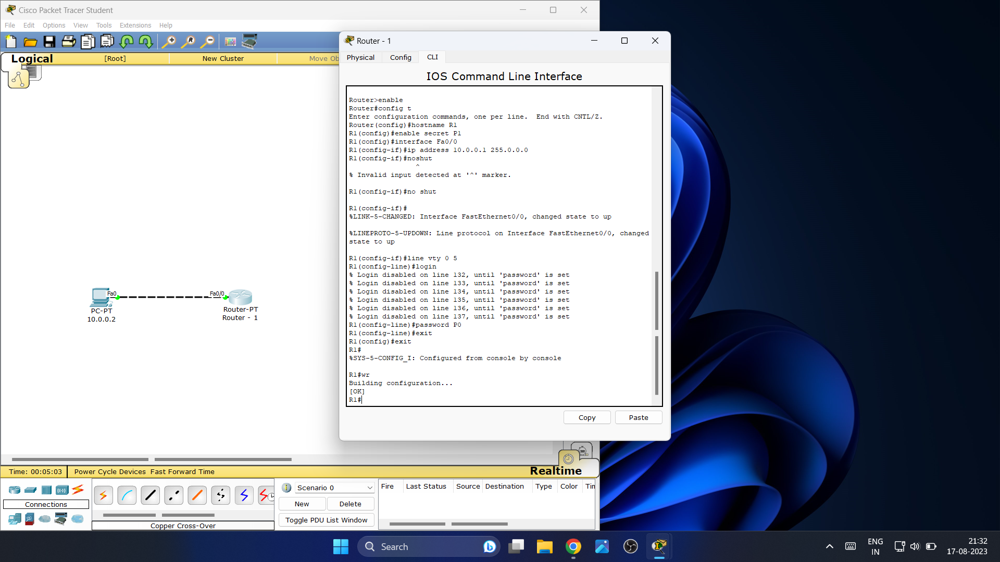 Cisco Packet Tracer Student
File Edit Options View Tools Extensions Help
Logical [Root] New Cluster Move Ob
Router - 1
Physical Config CLI
IOS Command Line Interface
Router>enable
Router#config t
Enter configuration commands, one per line.  End with CNTL/Z.
Router(config)#hostname R1
R1(config)#enable secret P1
R1(config)#interface Fa0/0
R1(config-if)#ip address 10.0.0.1 255.0.0.0
R1(config-if)#noshut
^
% Invalid input detected at '^' marker.
R1(config-if)#no shut
R1(config-if)#
%LINK-5-CHANGED: Interface FastEthernet0/0, changed state to up
%LINEPROTO-5-UPDOWN: Line protocol on Interface FastEthernet0/0, changed
state to up
R1(config-if)#line vty 0 5
R1(config-line)#login
% Login disabled on line 132, until 'password' is set
% Login disabled on line 133, until 'password' is set
% Login disabled on line 134, until 'password' is set
% Login disabled on line 135, until 'password' is set
% Login disabled on line 136, until 'password' is set
% Login disabled on line 137, until 'password' is set
R1(config-line)#password P0
R1(config-line)#exit
R1(config)#exit
R1#
%SYS-5-CONFIG_I: Configured from console by console
R1#wr
Building configuration...
[OK]
R1#
Copy Paste
Fa0 Fa0/0
PC-PT
10.0.0.2
Router-PT
Router - 1
Time: 00:05:03 Power Cycle Devices Fast Forward Time Realtime
Connections
Copper Cross-Over
Scenario 0
New Delete
Toggle PDU List Window
Fire Last Status Source Destination Type Color Tin
Search
ENG
IN
21:32
17-08-2023